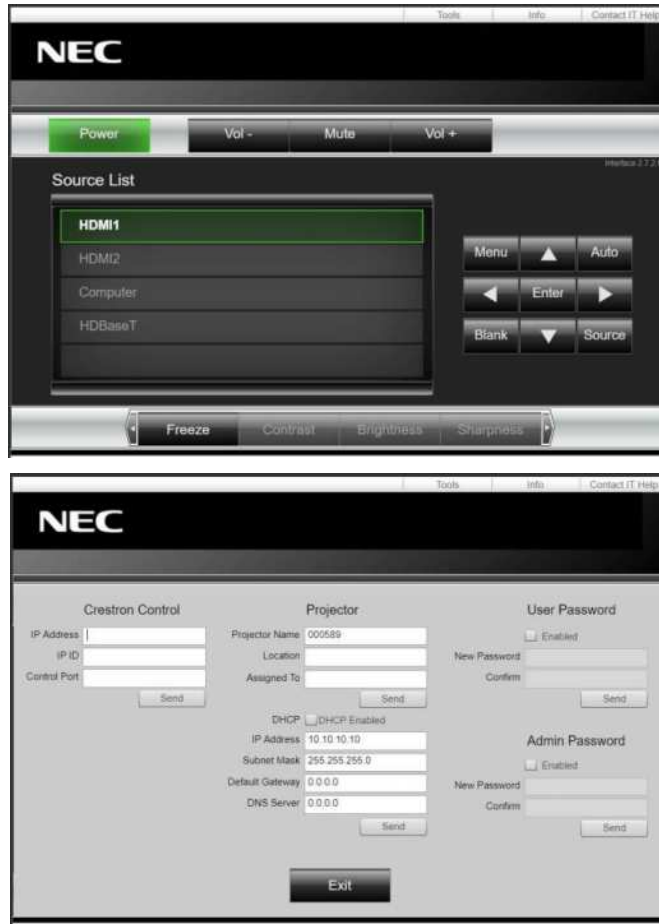 Tools Info Contact IT Help
NEC
Power Vol - Mute Vol +
Interface 2.7.2.
Source List
HDMI1
HDMI2
Computer
HDBaseT
Menu Auto
Enter
Blank Source
Freeze Contrast Brightness Sharpness
Tools Info Contact IT Help
NEC
Crestron Control
IP Address
IP ID
Control Port
Send
Projector
Projector Name 000589
Location
Assigned To
Send
DHCP DHCP Enabled
IP Address 10.10.10.10
Subnet Mask 255.255.255.0
Default Gateway 0.0.0.0
DNS Server 0.0.0.0
Send
User Password
Enabled
New Password
Confirm
Send
Admin Password
Enabled
New Password
Confirm
Send
Exit